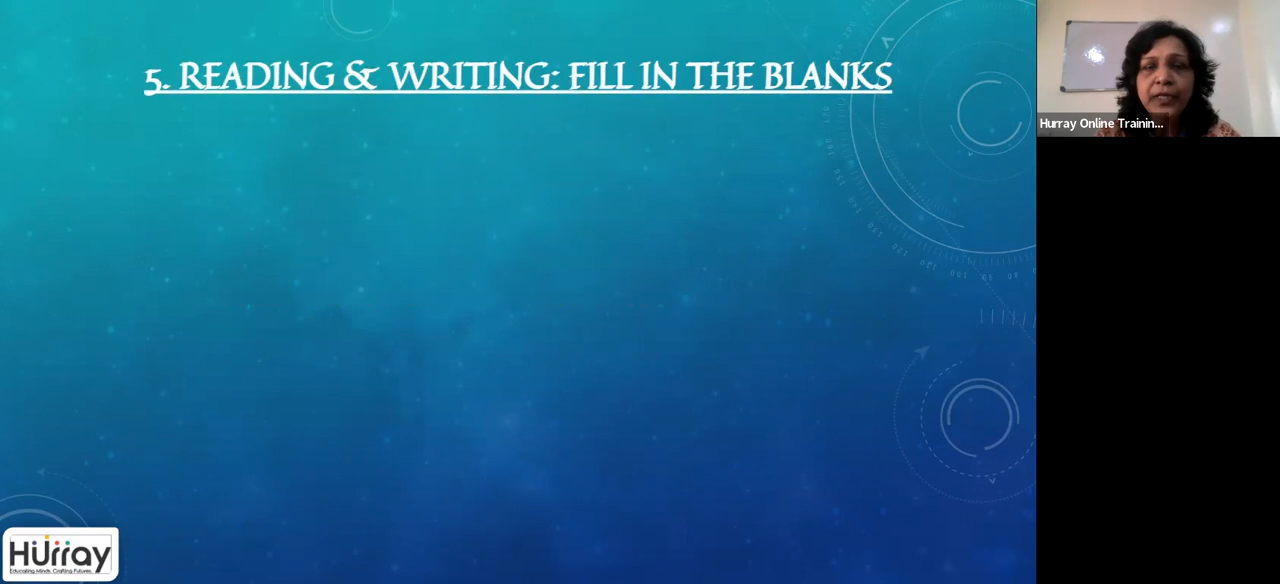 5. READING & WRITING: FILL IN THE BLANKS
Hurray Online Trainin...
Hurray
Educating Minds. Crafting Futures.